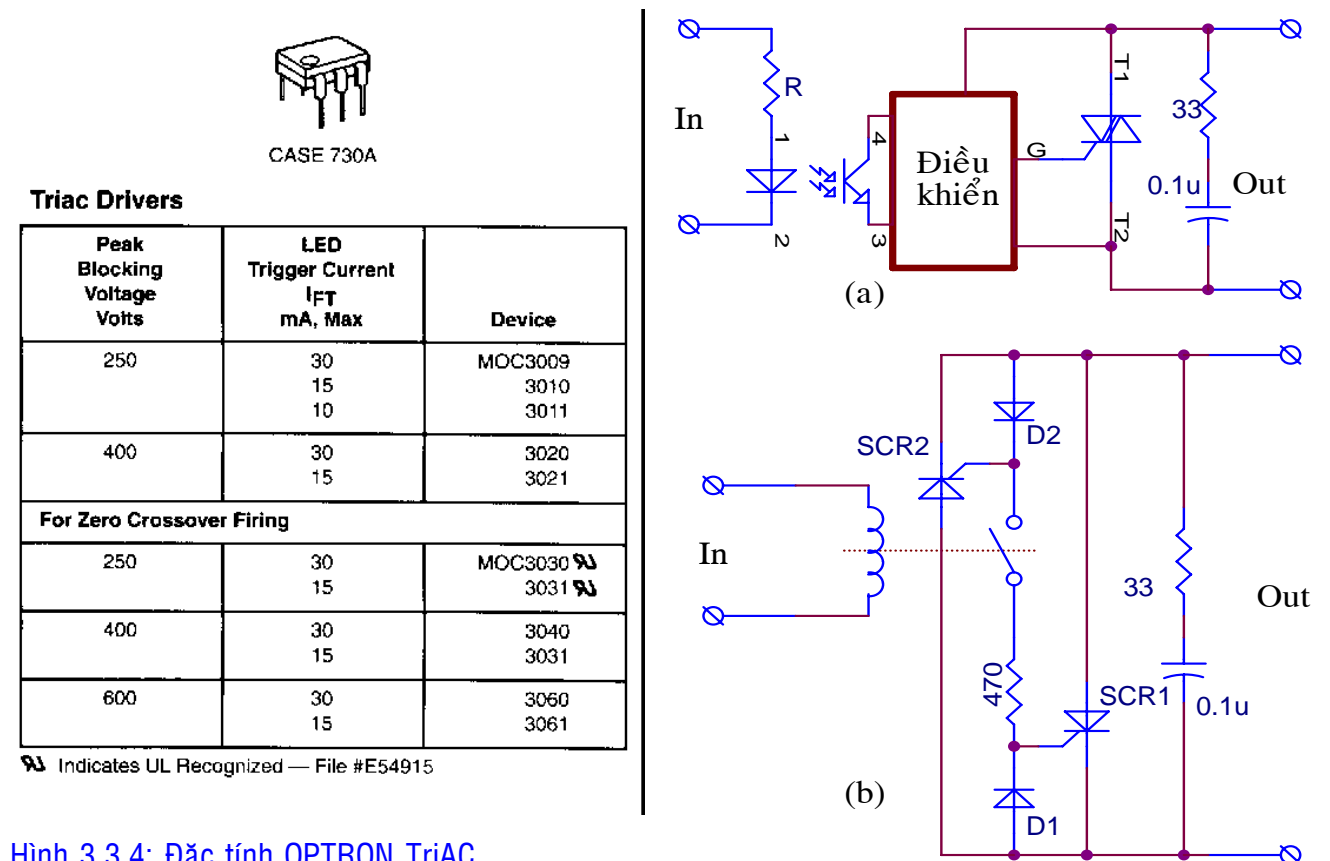 CASE 730A
Triac Drivers
Peak Blocking Voltage Volts
LED Trigger Current IFT mA, Max
Device
250 30 MOC3009
15 3010
10 3011
400 30 3020
15 3021
For Zero Crossover Firing
250 30 MOC3030
15 3031
400 30 3040
15 3031
600 30 3060
15 3061
Indicates UL Recognized — File #E54915
Hình 3.3.4: Đặc tính OPTRON TriAC
In
R
1
2
4
3
Điều
khiển
G
T1
T2
33
0.1u
Out
(a)
In
SCR2
D2
470
SCR1
D1
33
0.1u
Out
(b)